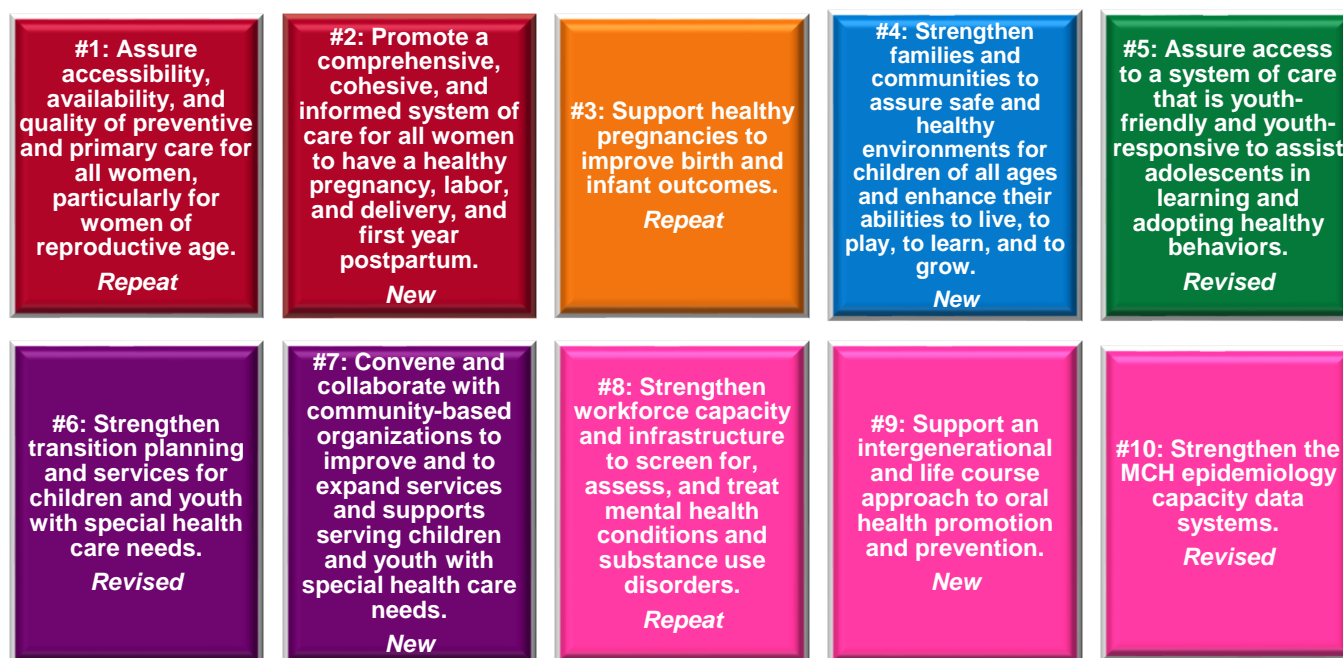 #1: Assure
accessibility,
availability, and
quality of preventive
and primary care for
all women,
particularly for
women of
reproductive age.
Repeat
#2: Promote a
comprehensive,
cohesive, and
informed system of
care for all women
to have a healthy
pregnancy, labor,
and delivery, and
first year
postpartum.
New
#3: Support healthy
pregnancies to
improve birth and
infant outcomes.
Repeat
#4: Strengthen
families and
communities to
assure safe and
healthy
environments for
children of all ages
and enhance their
abilities to live, to
play, to learn, and to
grow.
New
#5: Assure access
to a system of care
that is youth-
friendly and youth-
responsive to assist
adolescents in
learning and
adopting healthy
behaviors.
Revised
#6: Strengthen
transition planning
and services for
children and youth
with special health
care needs.
Revised
#7: Convene and
collaborate with
community-based
organizations to
improve and to
expand services
and supports
serving children
and youth with
special health care
needs.
New
#8: Strengthen
workforce capacity
and infrastructure
to screen for,
assess, and treat
mental health
conditions and
substance use
disorders.
Repeat
#9: Support an
intergenerational
and life course
approach to oral
health promotion
and prevention.
New
#10: Strengthen the
MCH epidemiology
capacity data
systems.
Revised